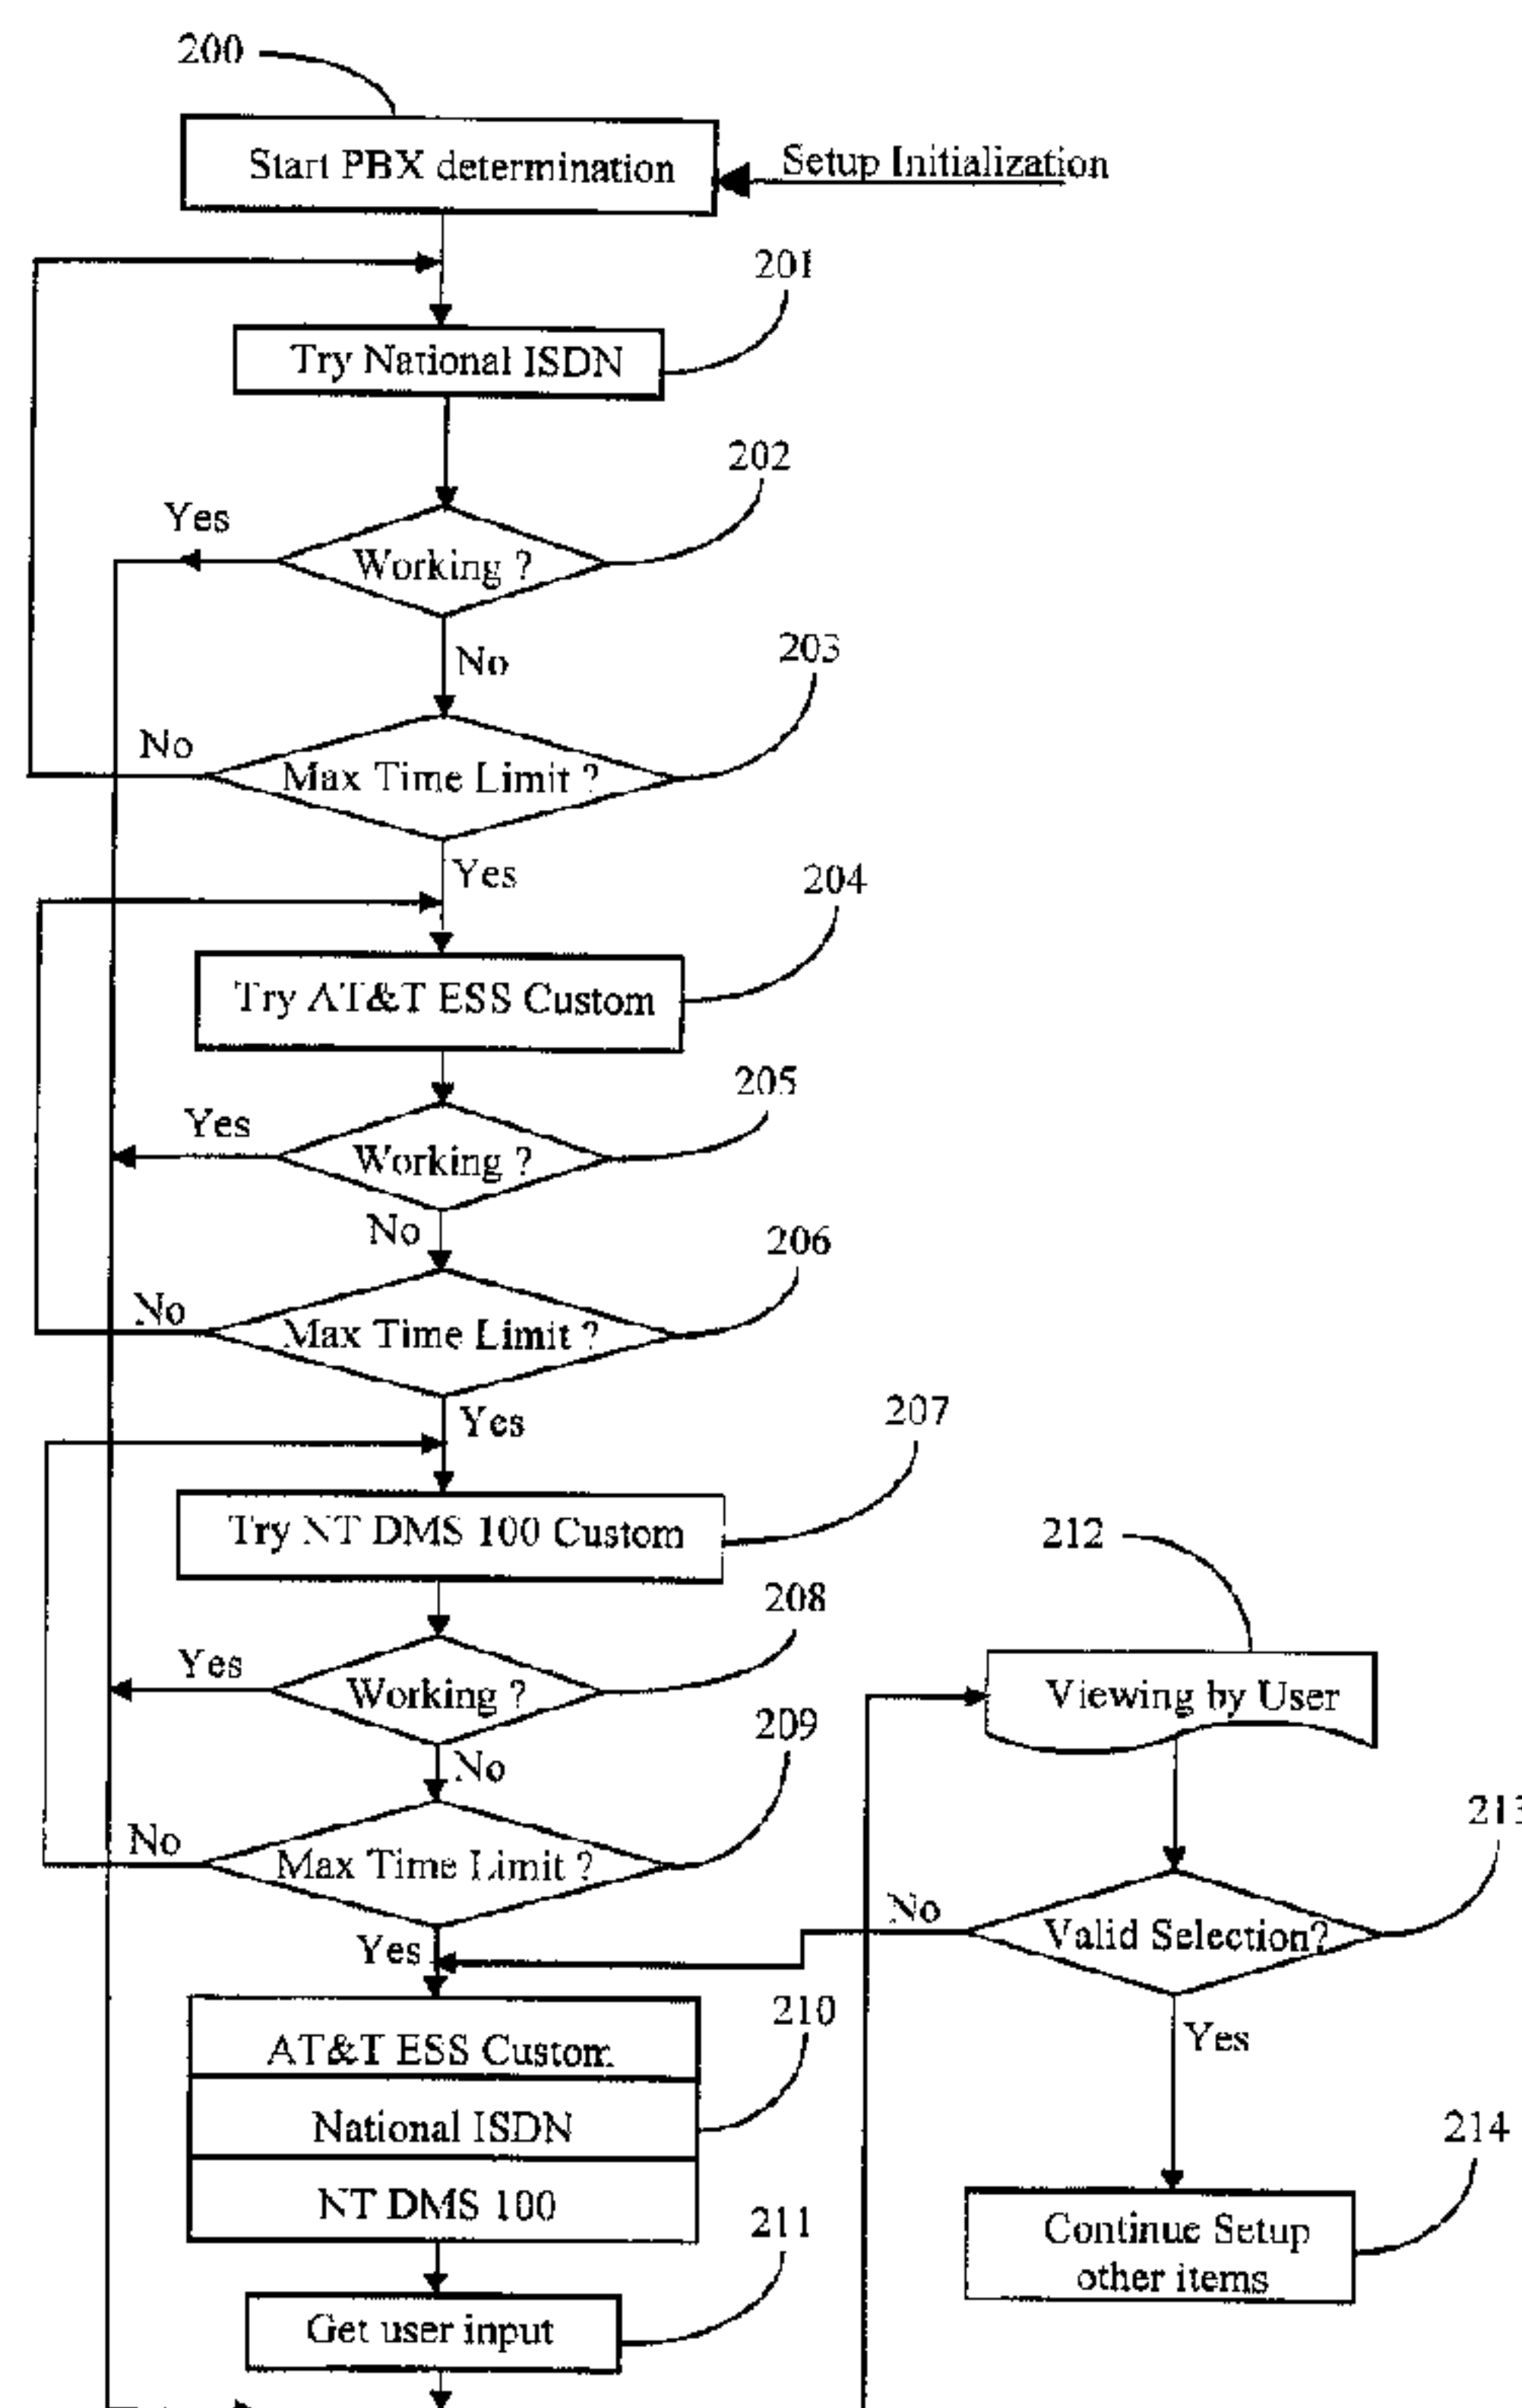 200
Start PBX determination
Setup Initialization
201
Try National ISDN
202
Yes
Working ?
No
203
No
Max Time Limit ?
Yes
204
Try AT&T ESS Custom
205
Yes
Working ?
No
206
No
Max Time Limit ?
Yes
207
Try NT DMS 100 Custom
208
Yes
Working ?
No
209
No
Max Time Limit ?
Yes
210
AT&T ESS Custom
National ISDN
NT DMS 100
211
Get user input
212
Viewing by User
213
No
Valid Selection?
Yes
214
Continue Setup
other items